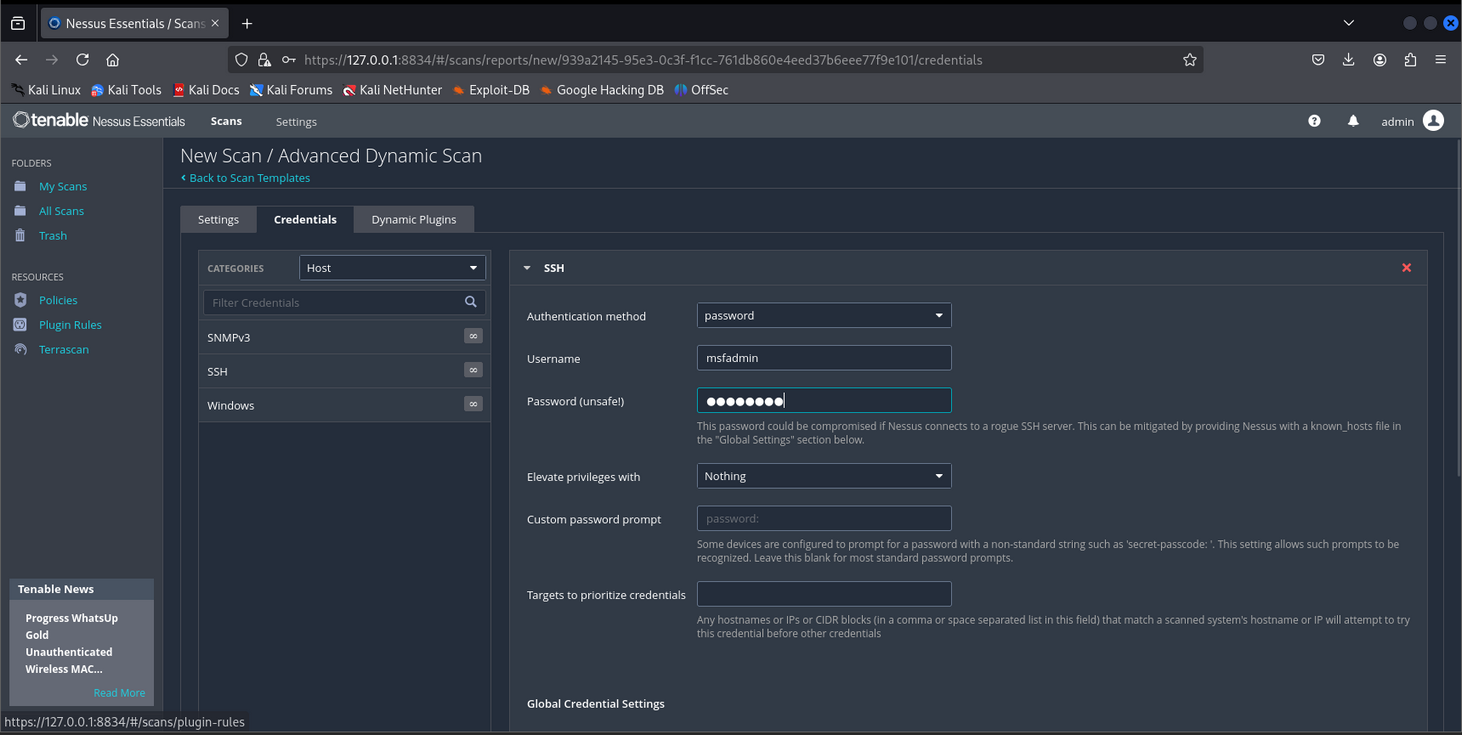 Nessus Essentials / Scans
https://127.0.0.1:8834/#/scans/reports/new/939a2145-95e3-0c3f-f1cc-761db860e4eed37b6eee77f9e101/credentials
Kali Linux Kali Tools Kali Docs Kali Forums Kali NetHunter Exploit-DB Google Hacking DB OffSec
tenable Nessus Essentials Scans Settings admin
FOLDERS
My Scans
All Scans
Trash
RESOURCES
Policies
Plugin Rules
Terrascan
Tenable News
Progress WhatsUp
Gold
Unauthenticated
Wireless MAC...
Read More
New Scan / Advanced Dynamic Scan
Back to Scan Templates
Settings Credentials Dynamic Plugins
CATEGORIES Host
Filter Credentials
SNMPv3 ∞
SSH ∞
Windows ∞
SSH
Authentication method password
Username msfadmin
Password (unsafe!) ●●●●●●●●
This password could be compromised if Nessus connects to a rogue SSH server. This can be mitigated by providing Nessus with a known_hosts file in
the "Global Settings" section below.
Elevate privileges with Nothing
Custom password prompt password:
Some devices are configured to prompt for a password with a non-standard string such as 'secret-passcode: '. This setting allows such prompts to be
recognized. Leave this blank for most standard password prompts.
Targets to prioritize credentials
Any hostnames or IPs or CIDR blocks (in a comma or space separated list in this field) that match a scanned system's hostname or IP will attempt to try
this credential before other credentials
Global Credential Settings
https://127.0.0.1:8834/#/scans/plugin-rules